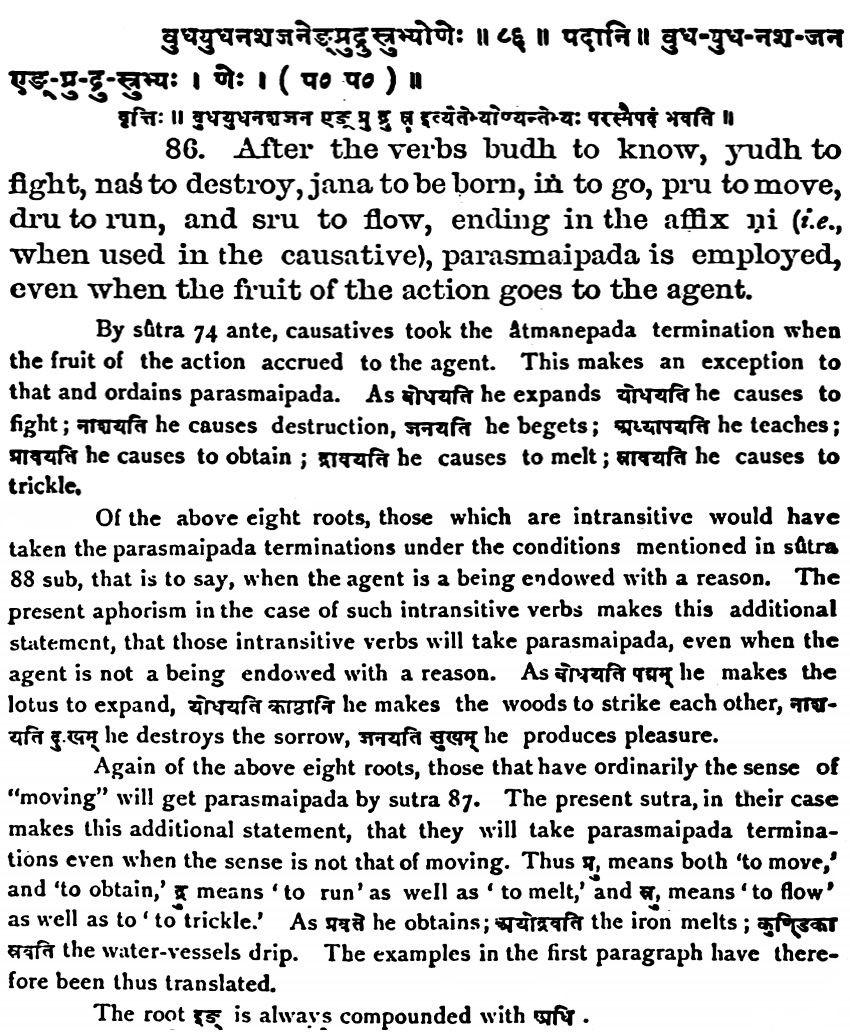 बुधयुधनशजनेङ्प्रुद्रुस्रुभ्योणेः ॥ ८६ ॥ पदानि ॥ बुध-युध-नश-जन
एङ्-प्रु-द्रु-स्रुभ्यः । णेः । ( प० प० ) ॥
वृत्तिः ॥ बुधयुधनशजन एङ् प्रु द्रु स्रु इत्येतेभ्योण्यन्तेभ्यः परस्मैपदं भवति ॥
86. After the verbs budh to know, yudh to
fight, naś to destroy, jana to be born, iṅ to go, pru to move,
dru to run, and sru to flow, ending in the affix ṇi (i.e.,
when used in the causative), parasmaipada is employed,
even when the fruit of the action goes to the agent.
By sûtra 74 ante, causatives took the âtmanepada termination when
the fruit of the action accrued to the agent. This makes an exception to
that and ordains parasmaipada. As बोधयति he expands योधयति he causes to
fight ; नाशयति he causes destruction, जनयति he begets ; अध्यापयति he teaches ;
प्रावयति he causes to obtain ; द्रावयति he causes to melt ; स्रावयति he causes to
trickle.
Of the above eight roots, those which are intransitive would have
taken the parasmaipada terminations under the conditions mentioned in sûtra
88 sub, that is to say, when the agent is a being endowed with a reason. The
present aphorism in the case of such intransitive verbs makes this additional
statement, that those intransitive verbs will take parasmaipada, even when the
agent is not a being endowed with a reason. As बोधयति पद्मम् he makes the
lotus to expand, योधयति काष्ठानि he makes the woods to strike each other, नाश-
यति दुःखम् he destroys the sorrow, जनयति सुखम् he produces pleasure.
Again of the above eight roots, those that have ordinarily the sense of
"moving" will get parasmaipada by sutra 87. The present sutra, in their case
makes this additional statement, that they will take parasmaipada termina-
tions even when the sense is not that of moving. Thus प्रु, means both 'to move,'
and 'to obtain,' द्रु means 'to run' as well as 'to melt,' and स्रु, means 'to flow'
as well as to 'to trickle.' As प्रवते he obtains ; अयोद्रवति the iron melts ; कुण्डिका
स्रवति the water-vessels drip. The examples in the first paragraph have there-
fore been thus translated.
The root इङ् is always compounded with अधि .